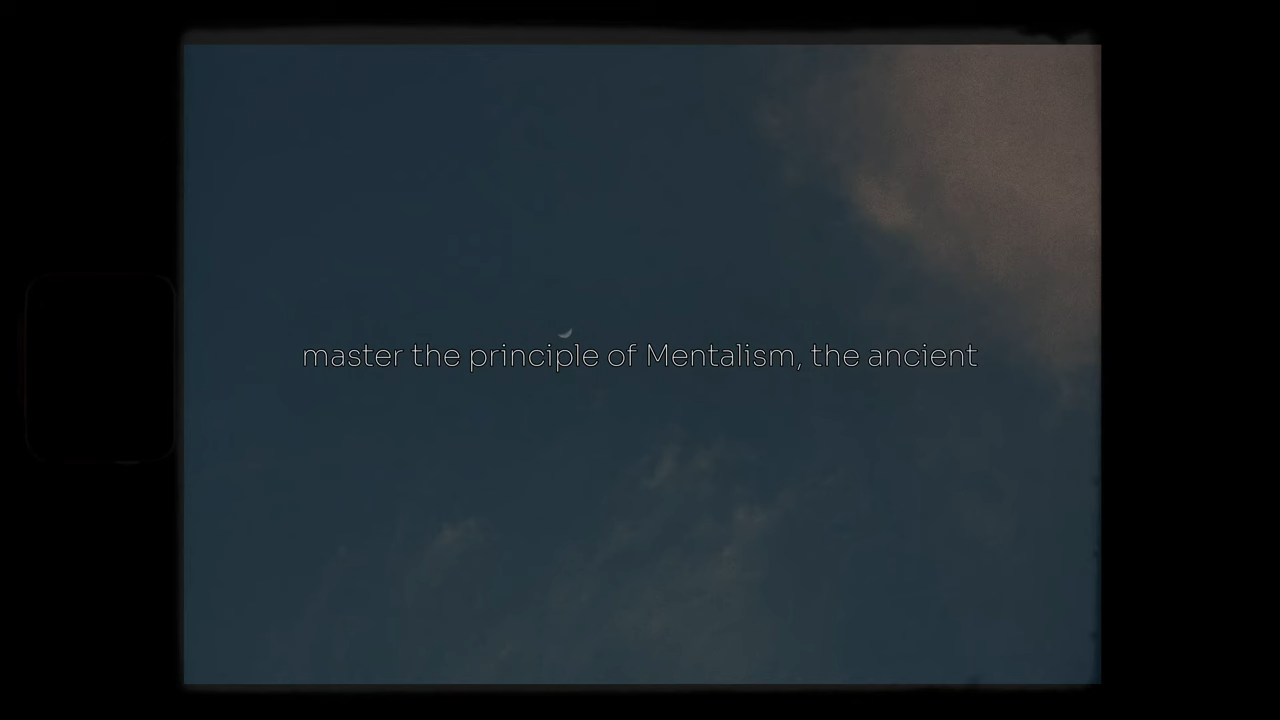 master the principle of Mentalism, the ancient